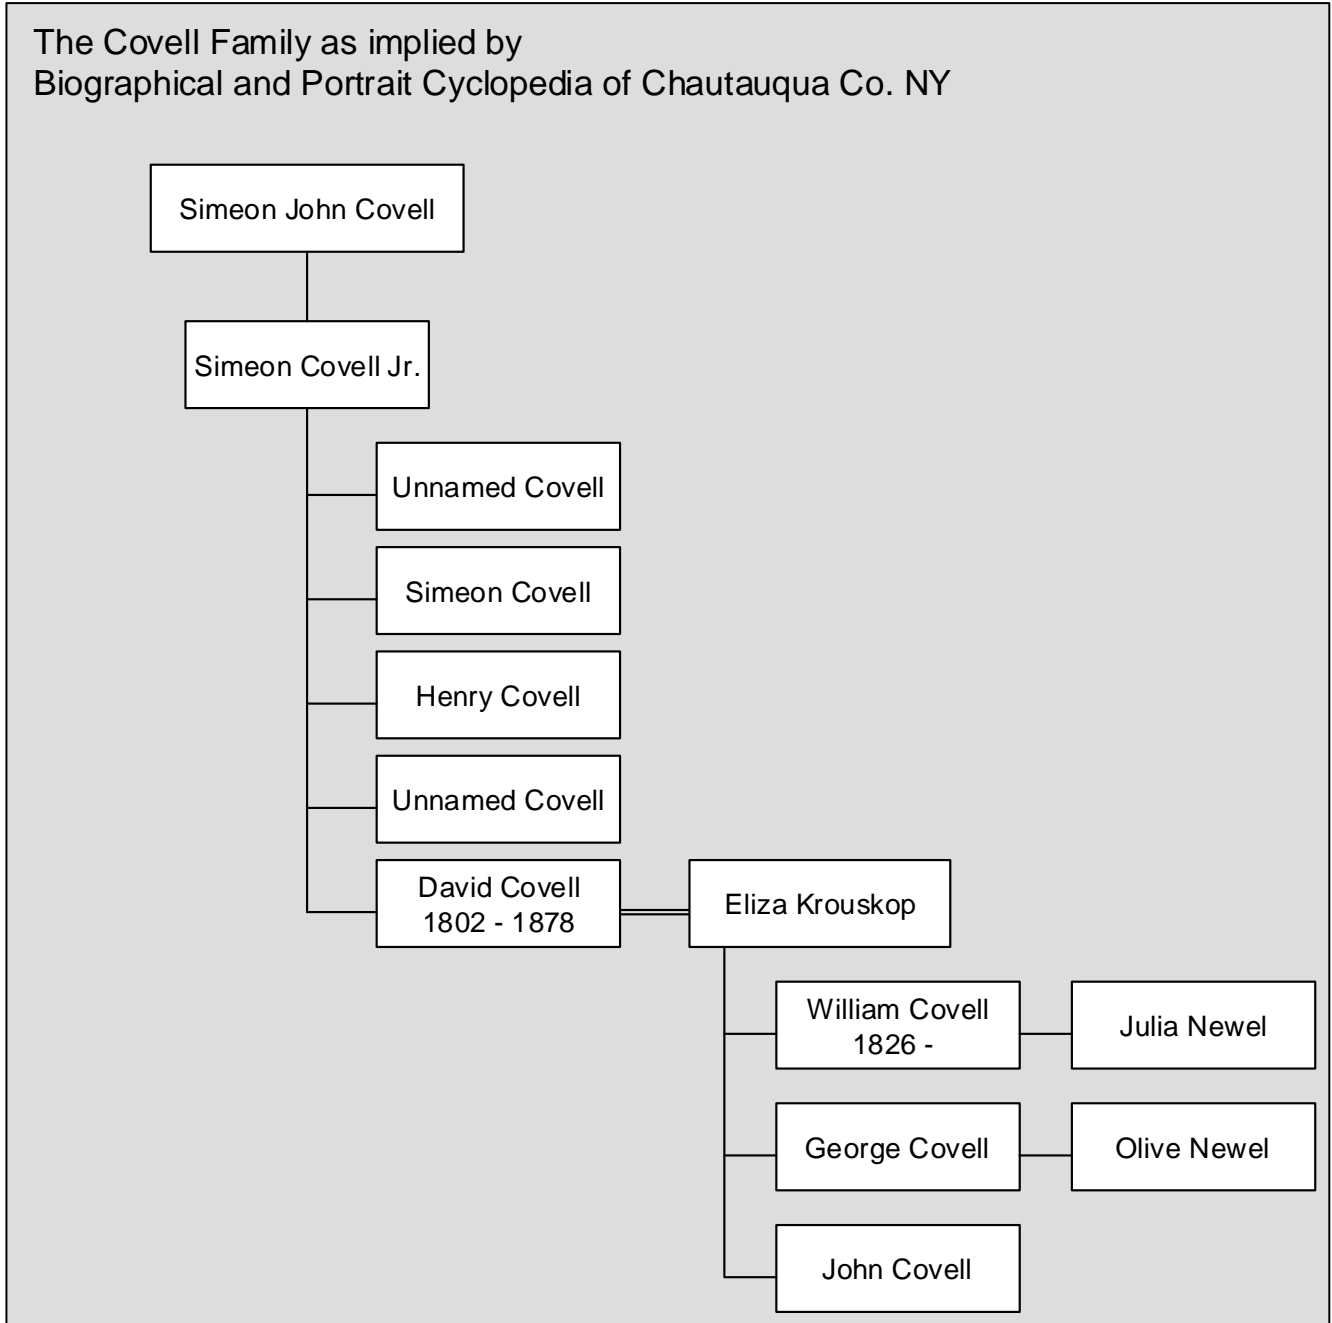 The Covell Family as implied by
Biographical and Portrait Cyclopedia of Chautauqua Co. NY
Simeon John Covell
Simeon Covell Jr.
Unnamed Covell
Simeon Covell
Henry Covell
Unnamed Covell
David Covell
1802 - 1878
Eliza Krouskop
William Covell
1826 -
Julia Newel
George Covell
Olive Newel
John Covell